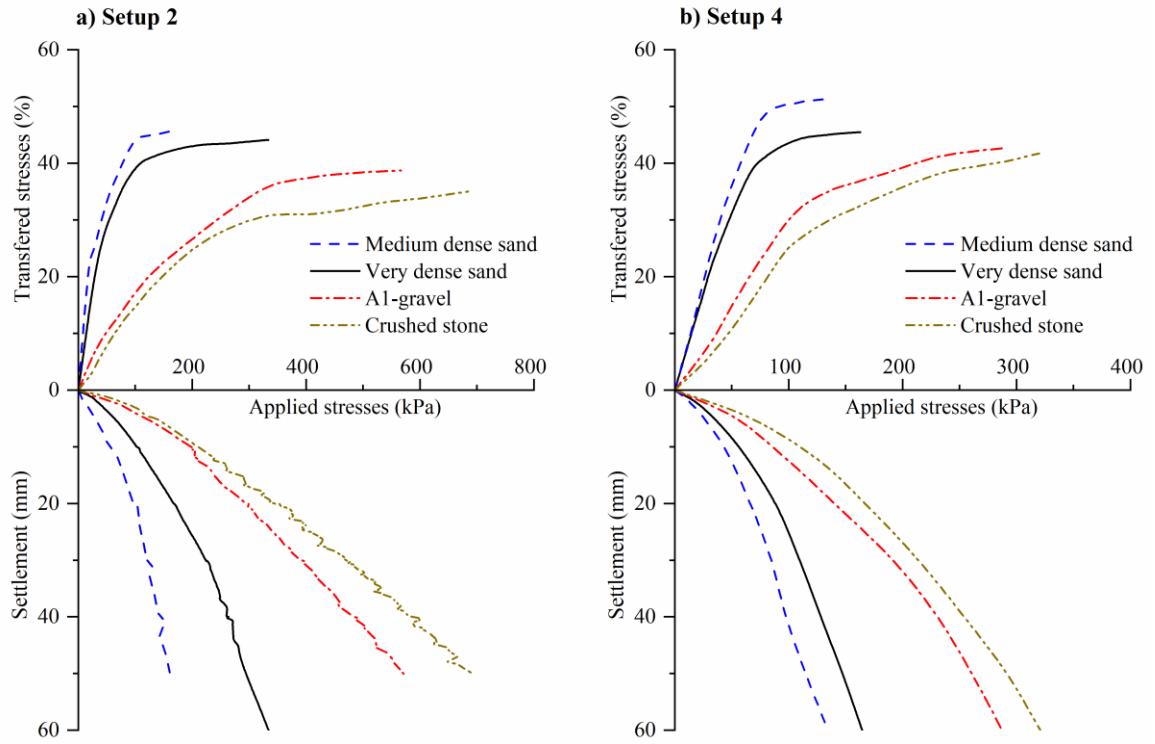 a) Setup 2
60
40
20
0
Transfered stresses (%)
Medium dense sand
Very dense sand
A1-gravel
Crushed stone
200
400
600
800
Applied stresses (kPa)
20
40
60
Settlement (mm)
b) Setup 4
60
40
20
0
Transfered stresses (%)
Medium dense sand
Very dense sand
A1-gravel
Crushed stone
100
200
300
400
Applied stresses (kPa)
20
40
60
Settlement (mm)